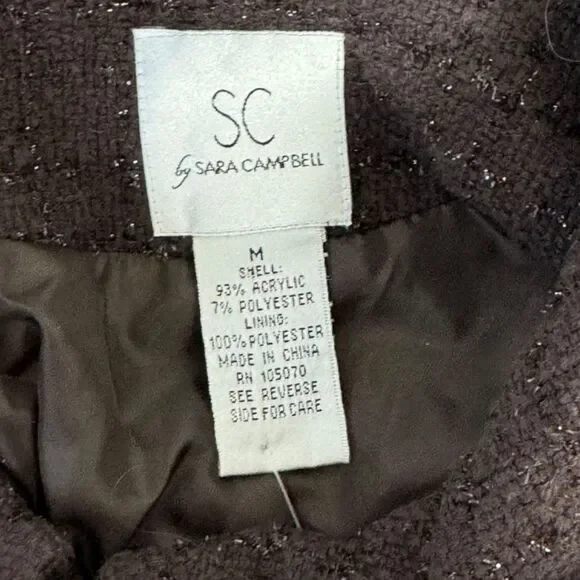 SC
by SARA CAMPBELL
M
SHELL:
93% ACRYLIC
7% POLYESTER
LINING:
100% POLYESTER
MADE IN CHINA
RN 105070
SEE REVERSE
SIDE FOR CARE